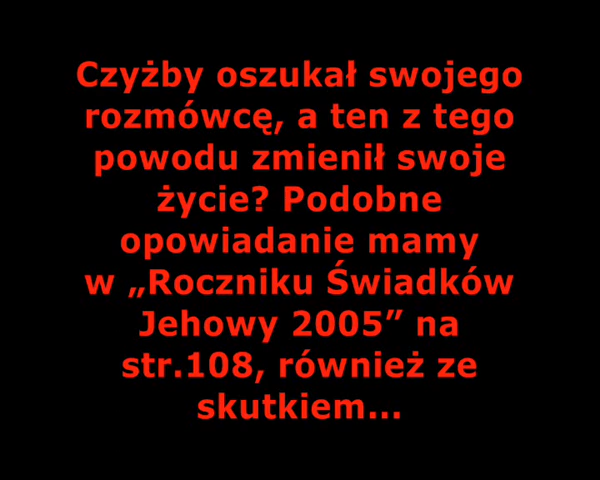 Czyżby oszukał swojego
rozmówcę, a ten z tego
powodu zmienił swoje
życie? Podobne
opowiadanie mamy
w „Roczniku Świadków
Jehowy 2005” na
str.108, również ze
skutkiem...